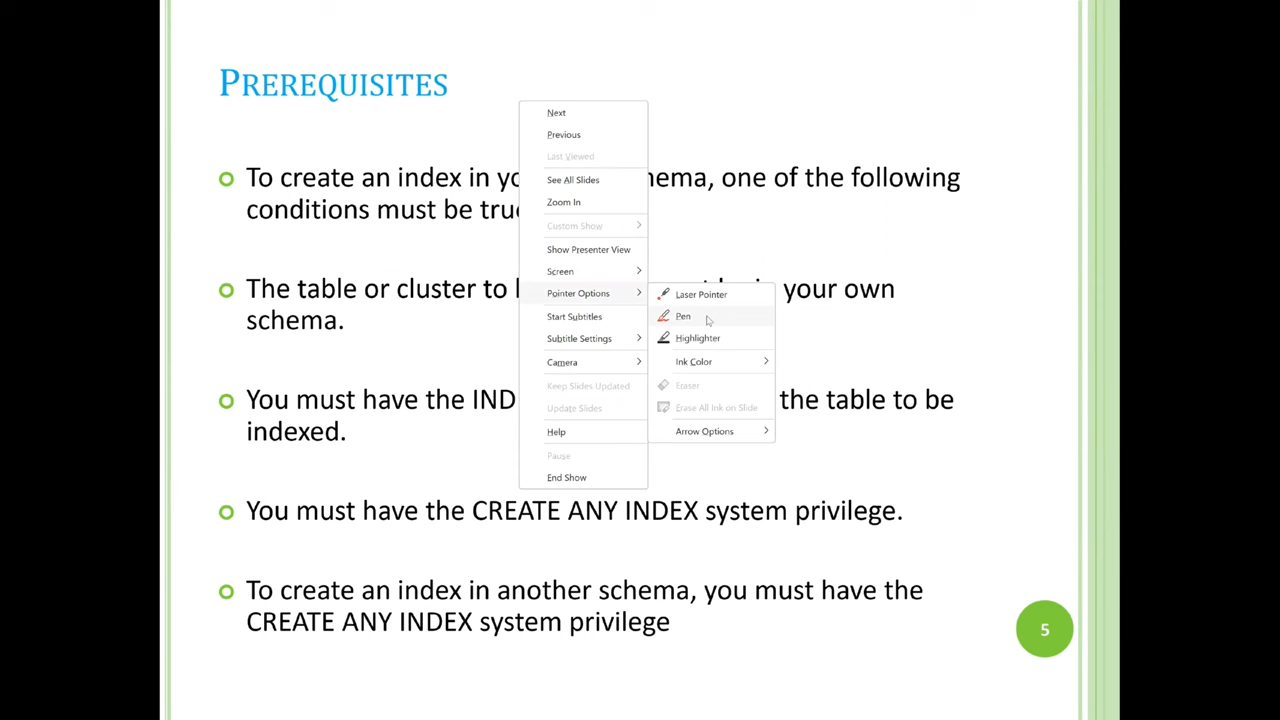 PREREQUISITES
To create an index in yo hema, one of the following
conditions must be tru
The table or cluster to your own
schema.
You must have the IND the table to be
indexed.
You must have the CREATE ANY INDEX system privilege.
To create an index in another schema, you must have the
CREATE ANY INDEX system privilege
5
Next
Previous
Last Viewed
See All Slides
Zoom In
Custom Show
Show Presenter View
Screen
Pointer Options
Start Subtitles
Subtitle Settings
Camera
Keep Slides Updated
Update Slides
Help
Pause
End Show
Laser Pointer
Pen
Highlighter
Ink Color
Eraser
Erase All Ink on Slide
Arrow Options